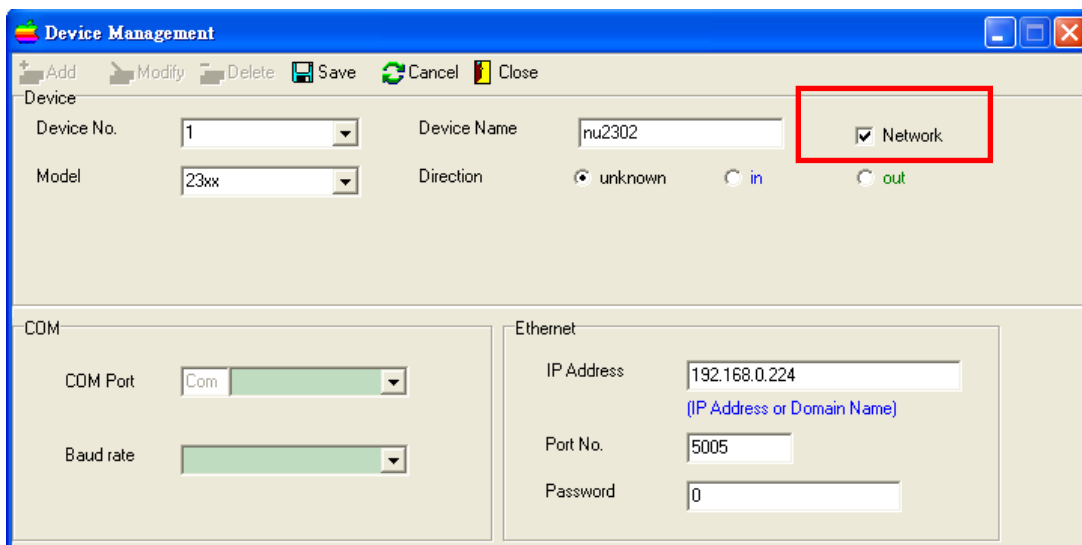 Device Management
Add Modify Delete Save Cancel Close
Device
Device No. 1 Device Name nu2302 Network
Model 23xx Direction unknown in out
COM
COM Port Com
Baud rate
Ethernet
IP Address 192.168.0.224
(IP Address or Domain Name)
Port No. 5005
Password 0